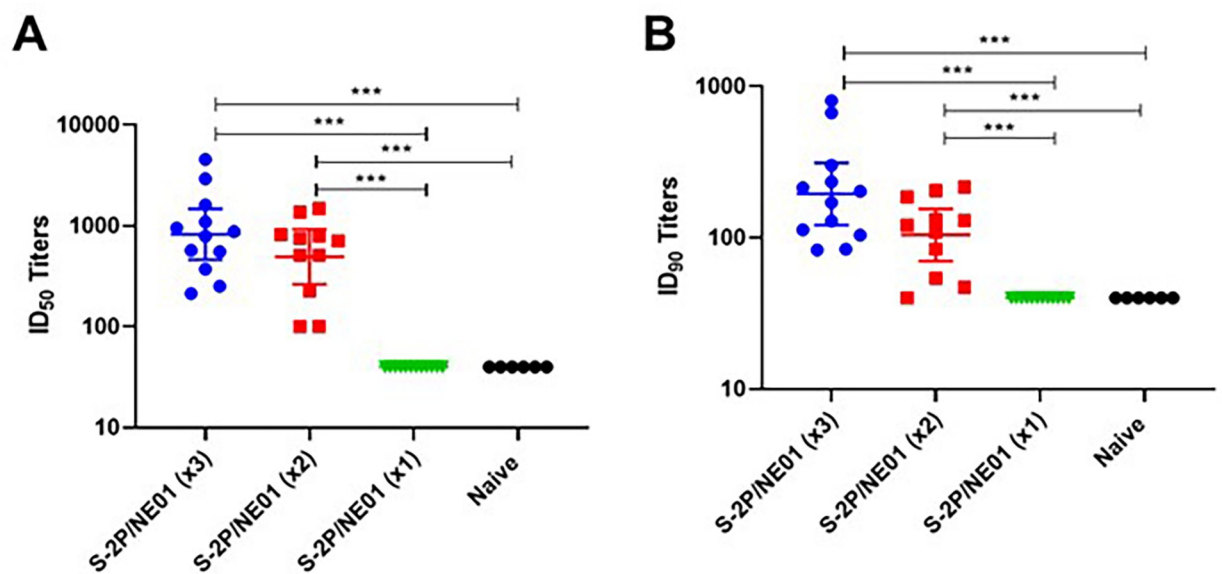 A
ID50 Titers
10000
1000
100
10
***
***
***
***
S-2P/NE01 (x3)
S-2P/NE01 (x2)
S-2P/NE01 (x1)
Naive
B
ID90 Titers
1000
100
10
***
***
***
***
S-2P/NE01 (x3)
S-2P/NE01 (x2)
S-2P/NE01 (x1)
Naive